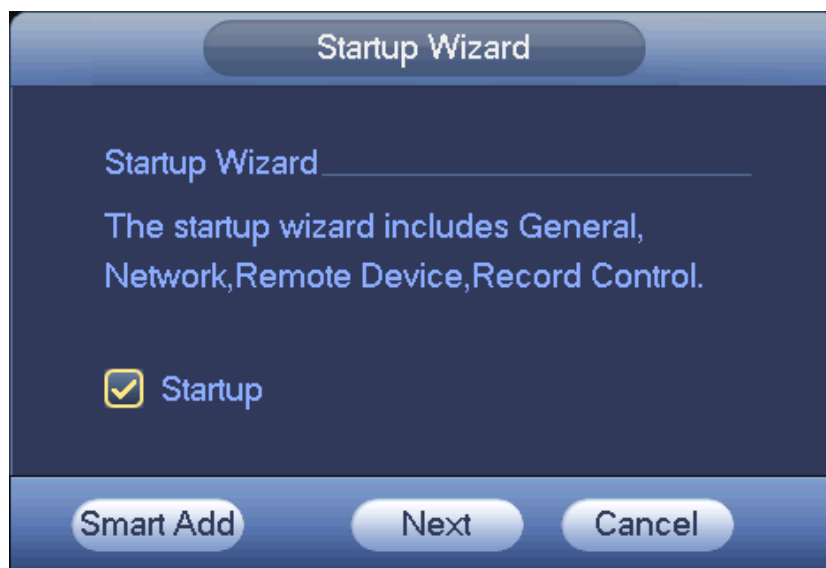 Startup Wizard
Startup Wizard
The startup wizard includes General,
Network,Remote Device,Record Control.
Startup
Smart Add Next Cancel